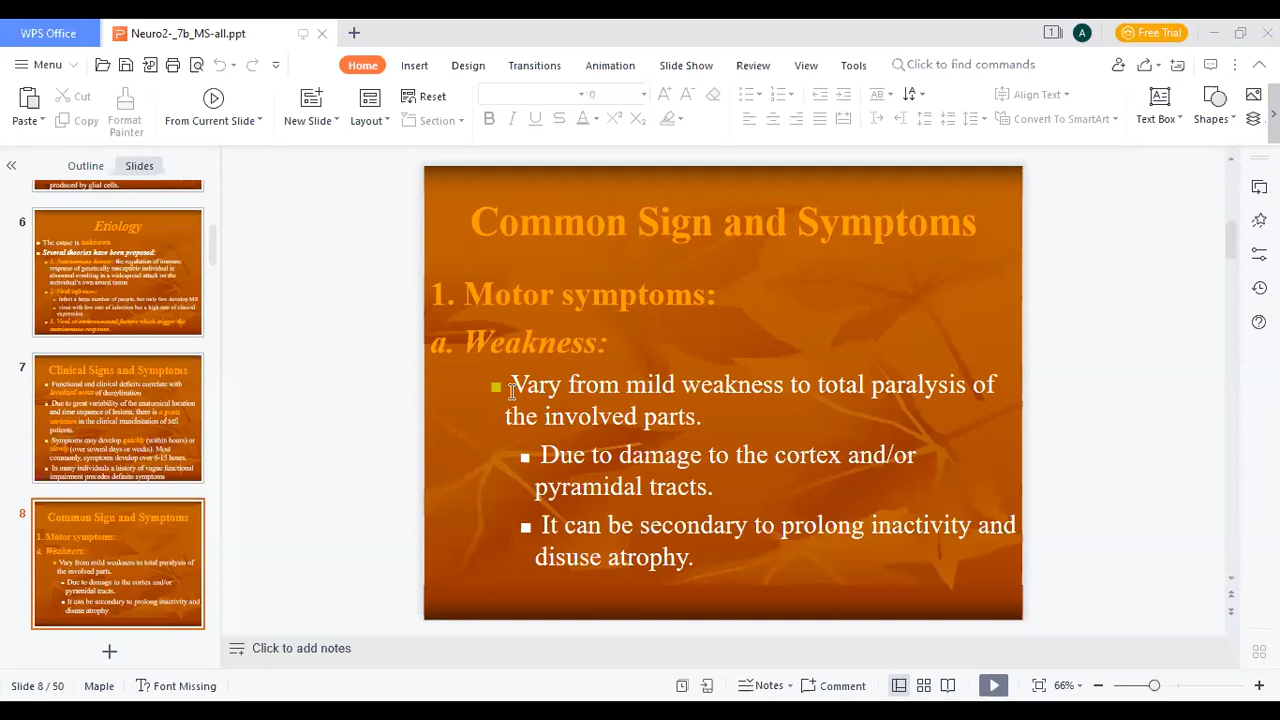 WPS Office
Neuro2-_7b_MS-all.ppt
1
A
Free Trial
Menu
Home
Insert
Design
Transitions
Animation
Slide Show
Review
View
Tools
Click to find commands
Paste
Cut
Copy
Format
Painter
From Current Slide
New Slide
Layout
Reset
Section
0
Align Text
Convert To SmartArt
Text Box
Shapes
Outline
Slides
produced by glial cells.
6
Etiology
The cause is unknown
Several theories have been proposed:
1. Autoimmune disease: the regulation of immune
response of genetically susceptible individual is
abnormal resulting in a widespread attack on the
individual's own neural tissue
2. Viral infection:
infect a large number of people, but only few develop MS
virus with low rate of infection but a high rate of clinical
expression
3. Viral or environmental factors which trigger the
autoimmune response.
7
Clinical Signs and Symptoms
Functional and clinical deficits correlate with
localized areas of demylination
Due to great variability of the anatomical location
and time sequence of lesions, there is a great
variation in the clinical manifestation of MS
patients.
Symptoms may develop quickly (within hours) or
slowly (over several days or weeks). Most
commonly, symptoms develop over 6-15 hours.
In many individuals a history of vague functional
impairment precedes definite symptoms
8
Common Sign and Symptoms
1. Motor symptoms:
a. Weakness:
Vary from mild weakness to total paralysis of
the involved parts.
Due to damage to the cortex and/or
pyramidal tracts.
It can be secondary to prolong inactivity and
disuse atrophy.
Common Sign and Symptoms
1. Motor symptoms:
a. Weakness:
Vary from mild weakness to total paralysis of
the involved parts.
Due to damage to the cortex and/or
pyramidal tracts.
It can be secondary to prolong inactivity and
disuse atrophy.
Click to add notes
Slide 8 / 50
Maple
Font Missing
Notes
Comment
66%